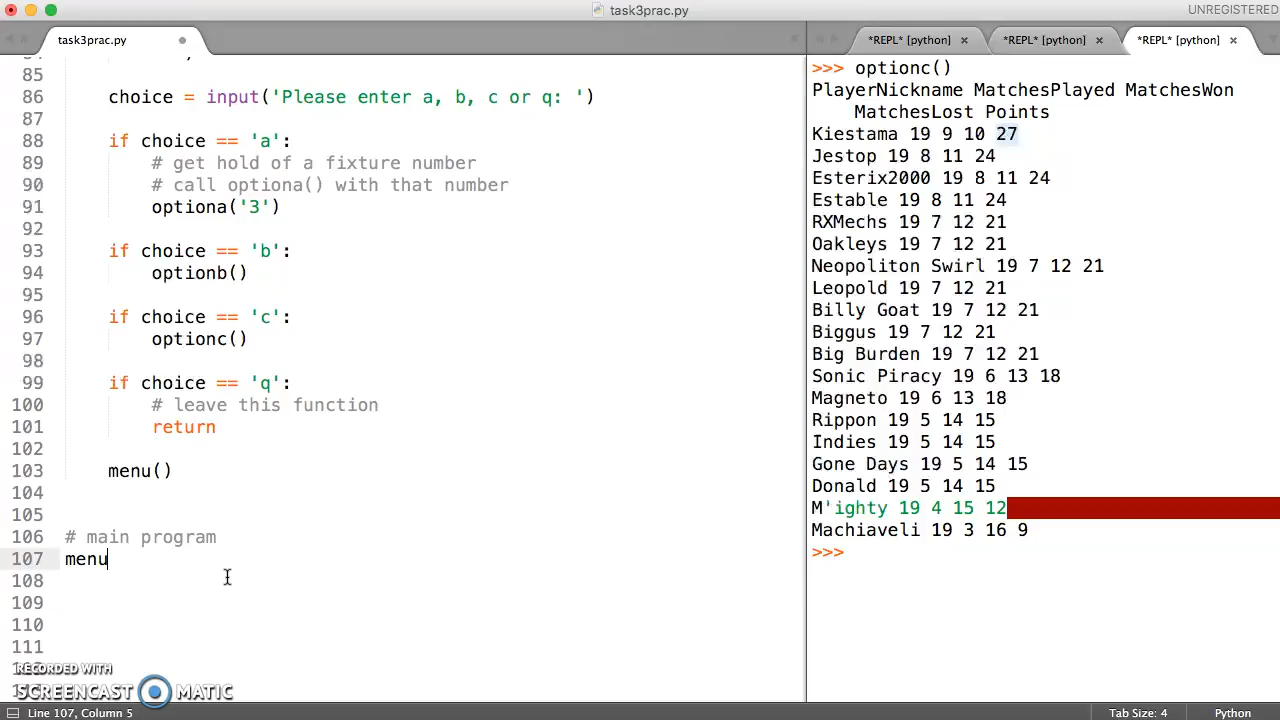 task3prac.py
UNREGISTERED
task3prac.py
*REPL* [python] × *REPL* [python] × *REPL* [python] ×
85
86 choice = input('Please enter a, b, c or q: ')
87
88 if choice == 'a':
89 # get hold of a fixture number
90 # call optiona() with that number
91 optiona('3')
92
93 if choice == 'b':
94 optionb()
95
96 if choice == 'c':
97 optionc()
98
99 if choice == 'q':
100 # leave this function
101 return
102
103 menu()
104
105
106 # main program
107 menu
108
109
110
111
>>> optionc()
PlayerNickname MatchesPlayed MatchesWon
MatchesLost Points
Kiestama 19 9 10 27
Jestop 19 8 11 24
Esterix2000 19 8 11 24
Estable 19 8 11 24
RXMechs 19 7 12 21
Oakleys 19 7 12 21
Neopoliton Swirl 19 7 12 21
Leopold 19 7 12 21
Billy Goat 19 7 12 21
Biggus 19 7 12 21
Big Burden 19 7 12 21
Sonic Piracy 19 6 13 18
Magneto 19 6 13 18
Rippon 19 5 14 15
Indies 19 5 14 15
Gone Days 19 5 14 15
Donald 19 5 14 15
M'ighty 19 4 15 12
Machiaveli 19 3 16 9
>>>
RECORDED WITH
SCREENCAST MATIC
Line 107, Column 5
Tab Size: 4
Python